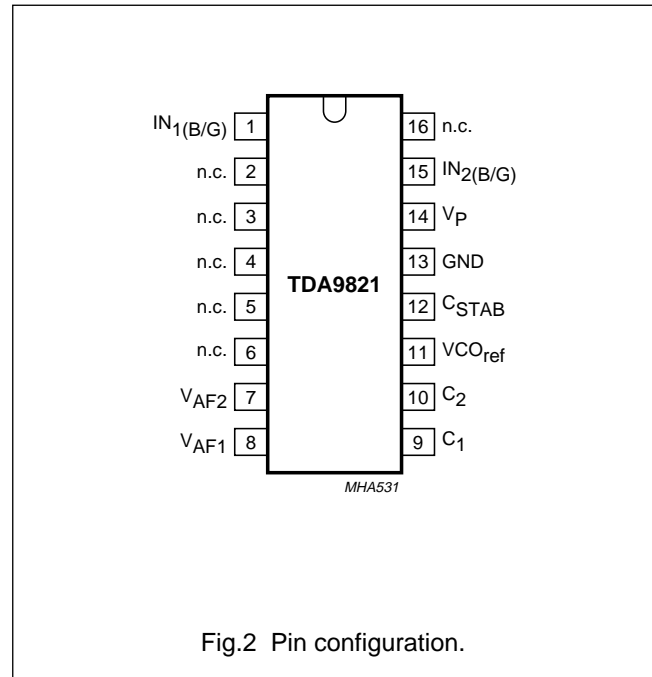 IN1(B/G) 1 16 n.c.
n.c. 2 15 IN2(B/G)
n.c. 3 14 VP
n.c. 4 13 GND
TDA9821
n.c. 5 12 CSTAB
n.c. 6 11 VCOref
VAF2 7 10 C2
VAF1 8 9 C1
MHA531
Fig.2 Pin configuration.